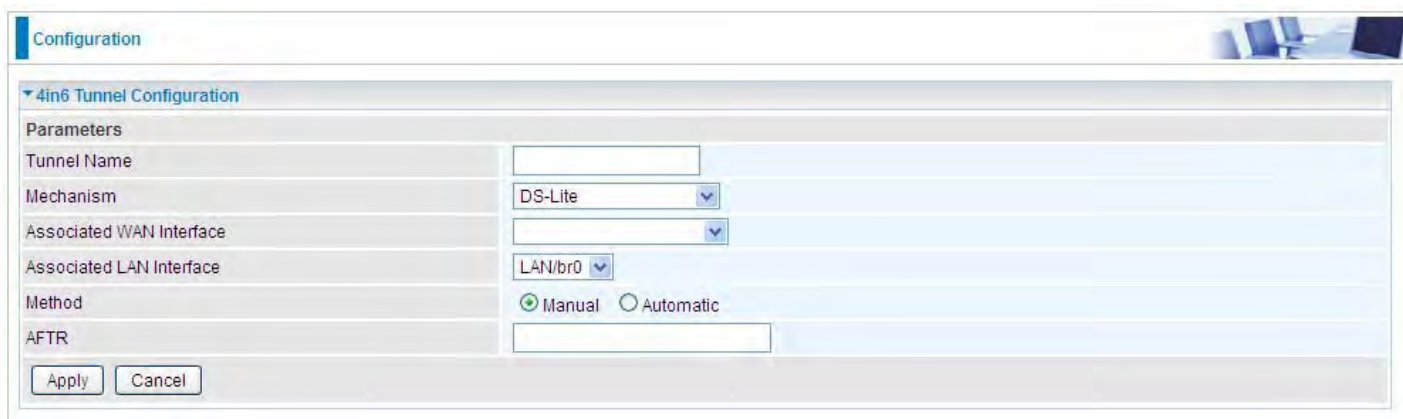 Configuration
4in6 Tunnel Configuration
Parameters
Tunnel Name
Mechanism DS-Lite
Associated WAN Interface
Associated LAN Interface LAN/br0
Method Manual Automatic
AFTR
Apply Cancel